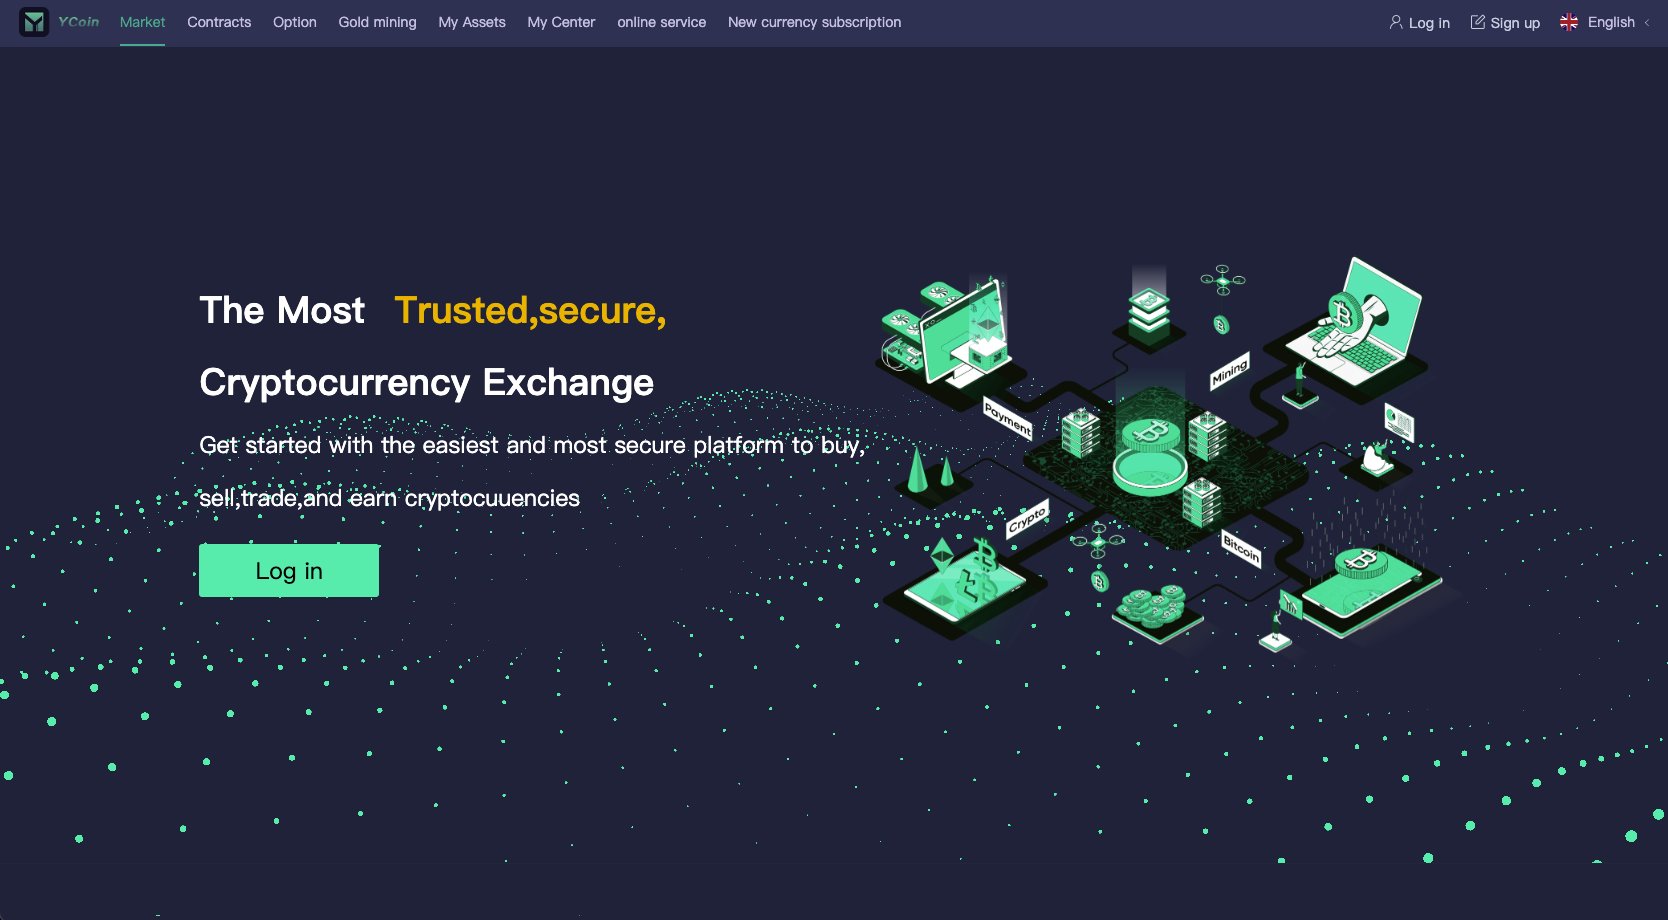 YCoin Market Contracts Option Gold mining My Assets My Center online service New currency subscription Log in Sign up English
The Most Trusted,secure,
Cryptocurrency Exchange
Get started with the easiest and most secure platform to buy,
sell,trade,and earn cryptocuuencies
Log in
Mining
Payment
Crypto
Bitcoin